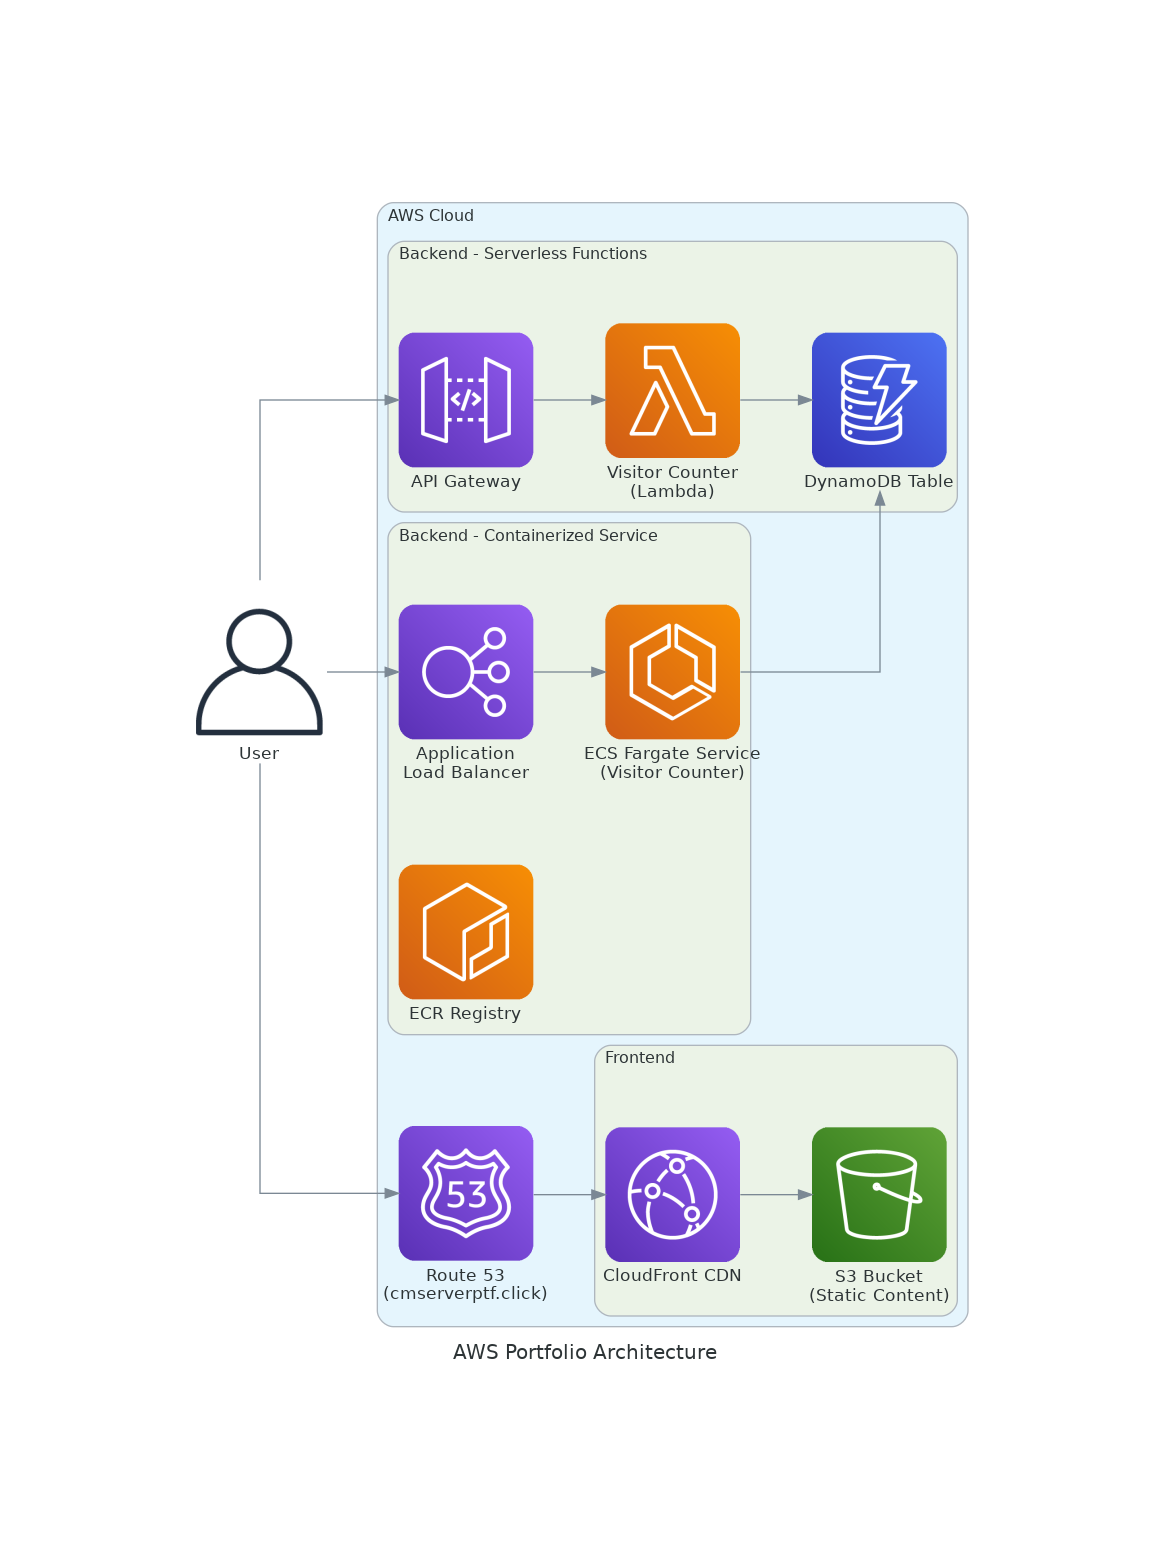 AWS Cloud
Backend - Serverless Functions
API Gateway
Visitor Counter
(Lambda)
DynamoDB Table
Backend - Containerized Service
User
Application
Load Balancer
ECS Fargate Service
(Visitor Counter)
ECR Registry
Frontend
53
Route 53
(cmserverptf.click)
CloudFront CDN
S3 Bucket
(Static Content)
AWS Portfolio Architecture